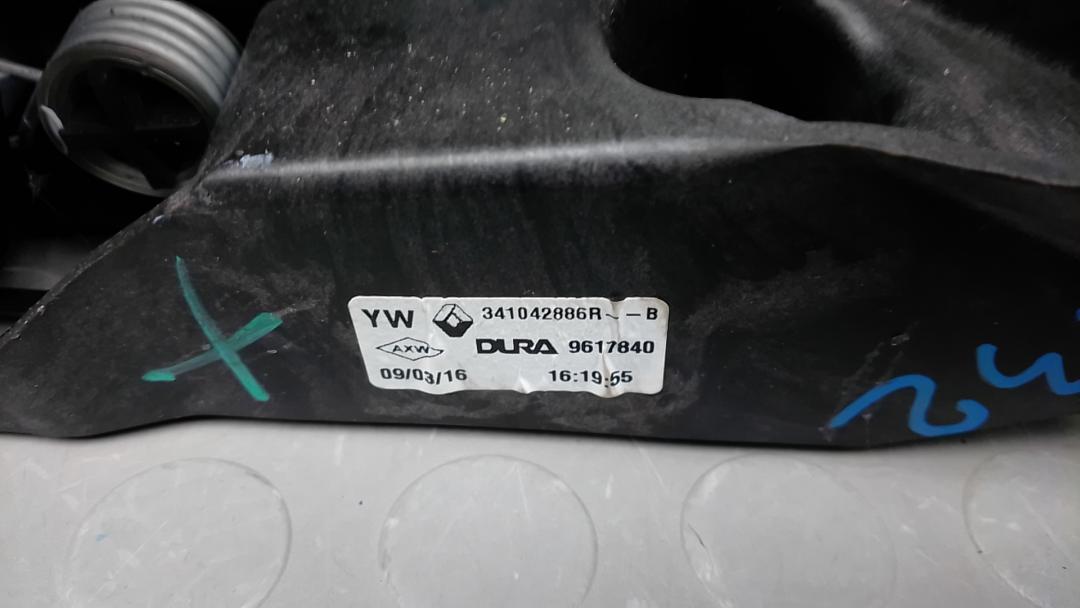 YW 341042886R~ - B
AXW DURA 9617840
09/03/16 16:19:55
X